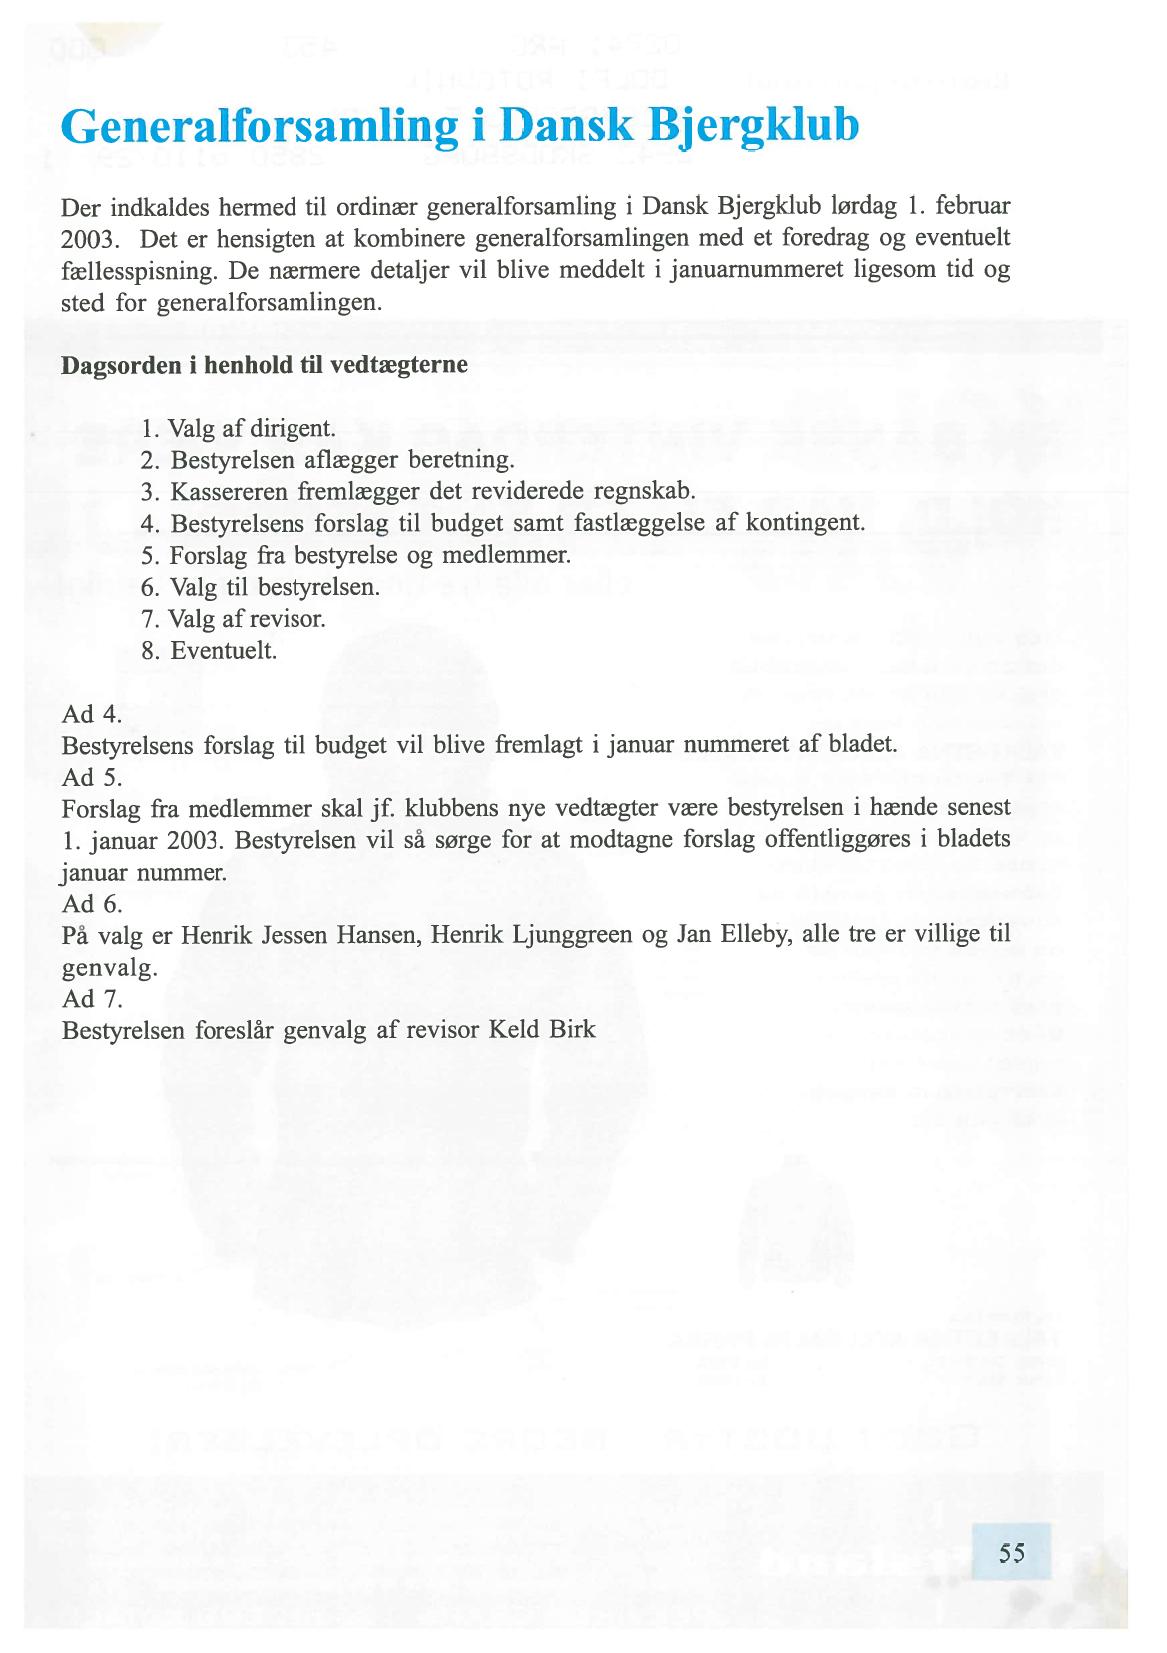 Generalforsamling i Dansk Bjergklub
Der indkaldes hermed til ordinær generalforsamling i Dansk Bjergklub lørdag 1. februar
2003. Det er hensigten at kombinere generalforsamlingen med et foredrag og eventuelt
fællesspisning. De nærmere detaljer vil blive meddelt i januarnummeret ligesom tid og
sted for generalforsamlingen.
Dagsorden i henhold til vedtægterne
1. Valg af dirigent.
2. Bestyrelsen aflægger beretning.
3. Kassereren fremlægger det reviderede regnskab.
4. Bestyrelsens forslag til budget samt fastlæggelse af kontingent.
5. Forslag fra bestyrelse og medlemmer.
6. Valg til bestyrelsen.
7. Valg af revisor.
8. Eventuelt.
Ad 4.
Bestyrelsens forslag til budget vil blive fremlagt i januar nummeret af bladet.
Ad 5.
Forslag fra medlemmer skal jf. klubbens nye vedtægter være bestyrelsen i hænde senest
1. januar 2003. Bestyrelsen vil så sørge for at modtagne forslag offentliggøres i bladets
januar nummer.
Ad 6.
På valg er Henrik Jessen Hansen, Henrik Ljunggreen og Jan Elleby, alle tre er villige til
genvalg.
Ad 7.
Bestyrelsen foreslår genvalg af revisor Keld Birk
55